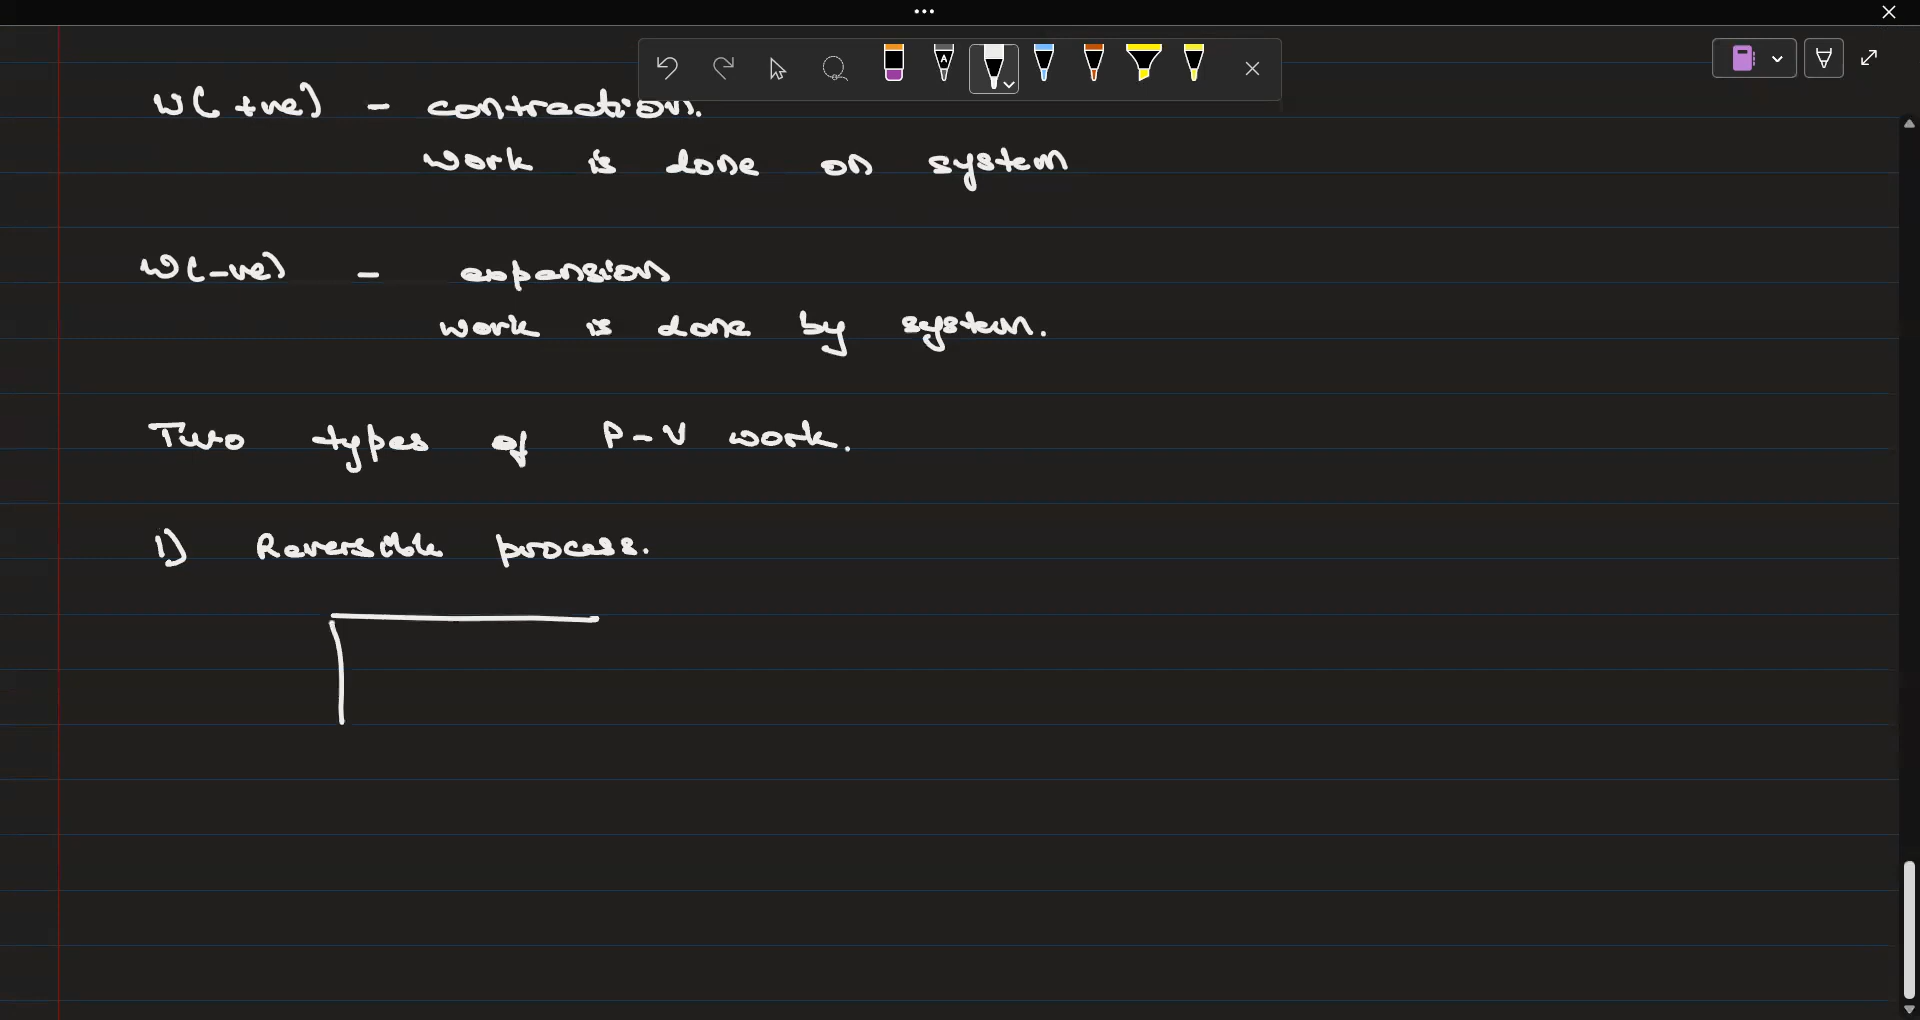 W(+ve) - contraction.
work is done on system
W(-ve) - expansion
work is done by system.
Two types of P-V work.
1) Reversible process.